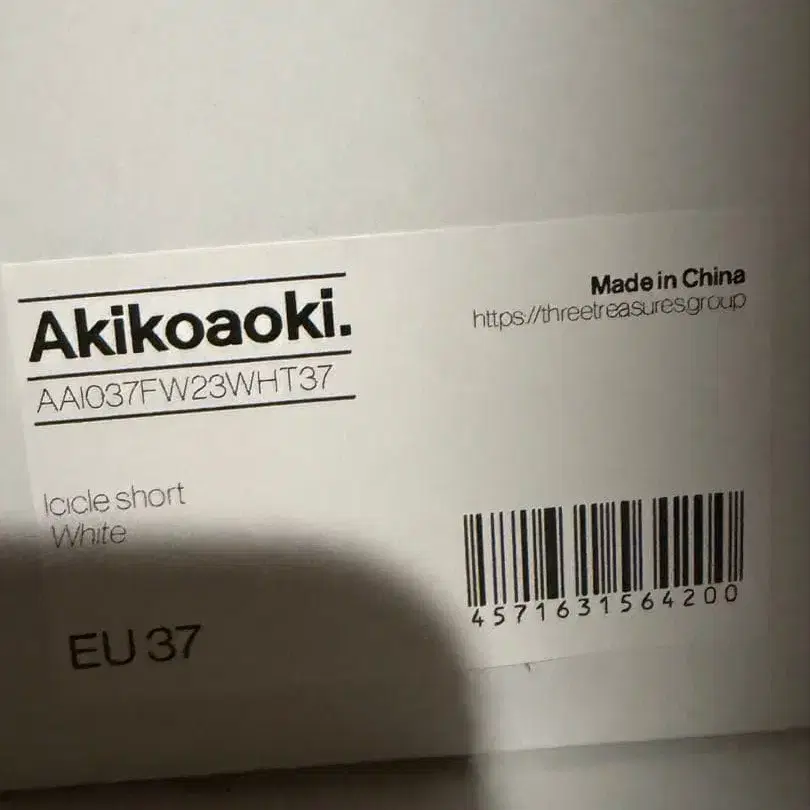 Akikoaoki.
AAI037FW23WHT37
Made in China
https://threetreasures.group
Icicle short
White
EU 37
4571631564200